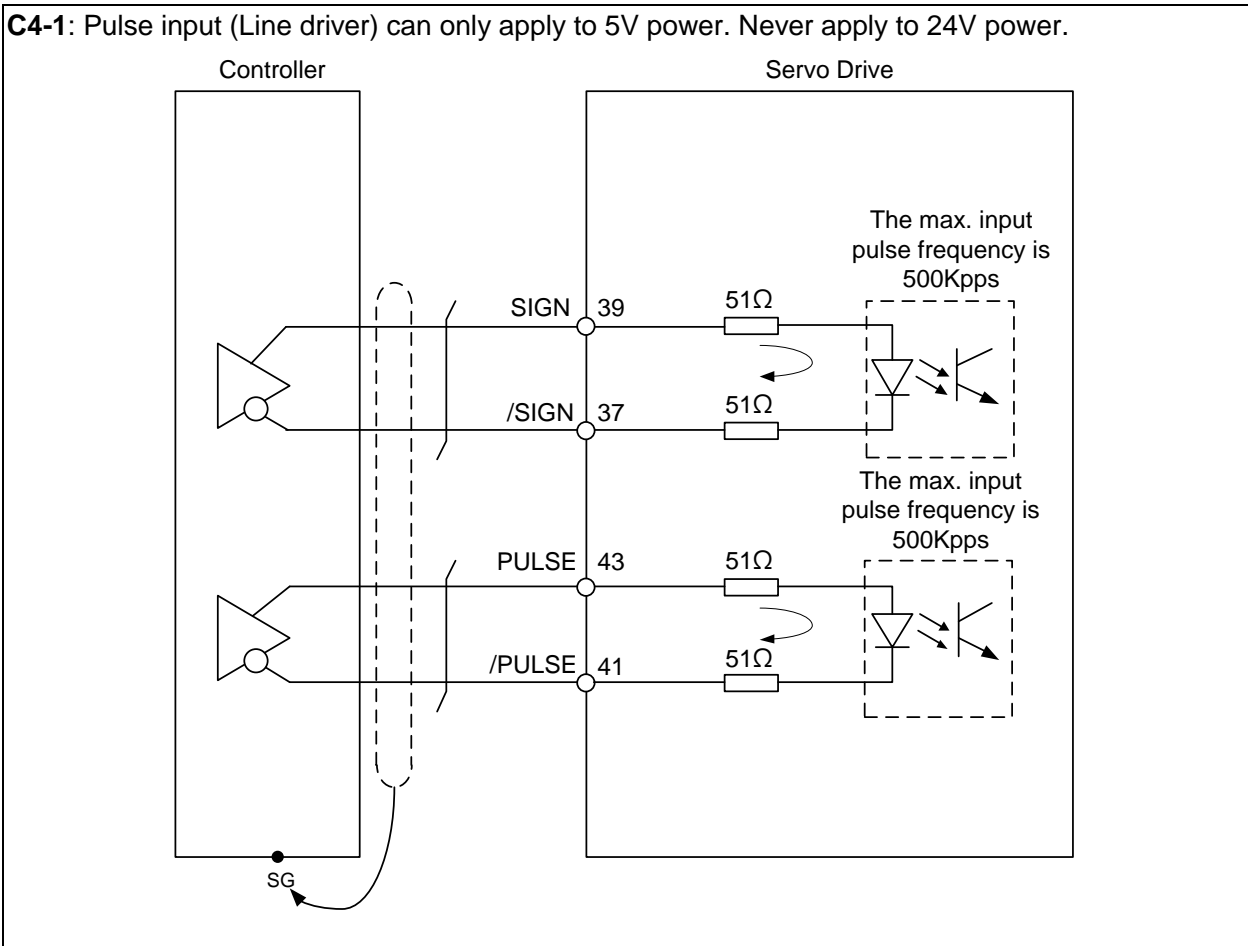 C4-1: Pulse input (Line driver) can only apply to 5V power. Never apply to 24V power.
Controller
Servo Drive
The max. input
pulse frequency is
500Kpps
SIGN 39
51Ω
/SIGN 37
51Ω
The max. input
pulse frequency is
500Kpps
PULSE 43
51Ω
/PULSE 41
51Ω
SG